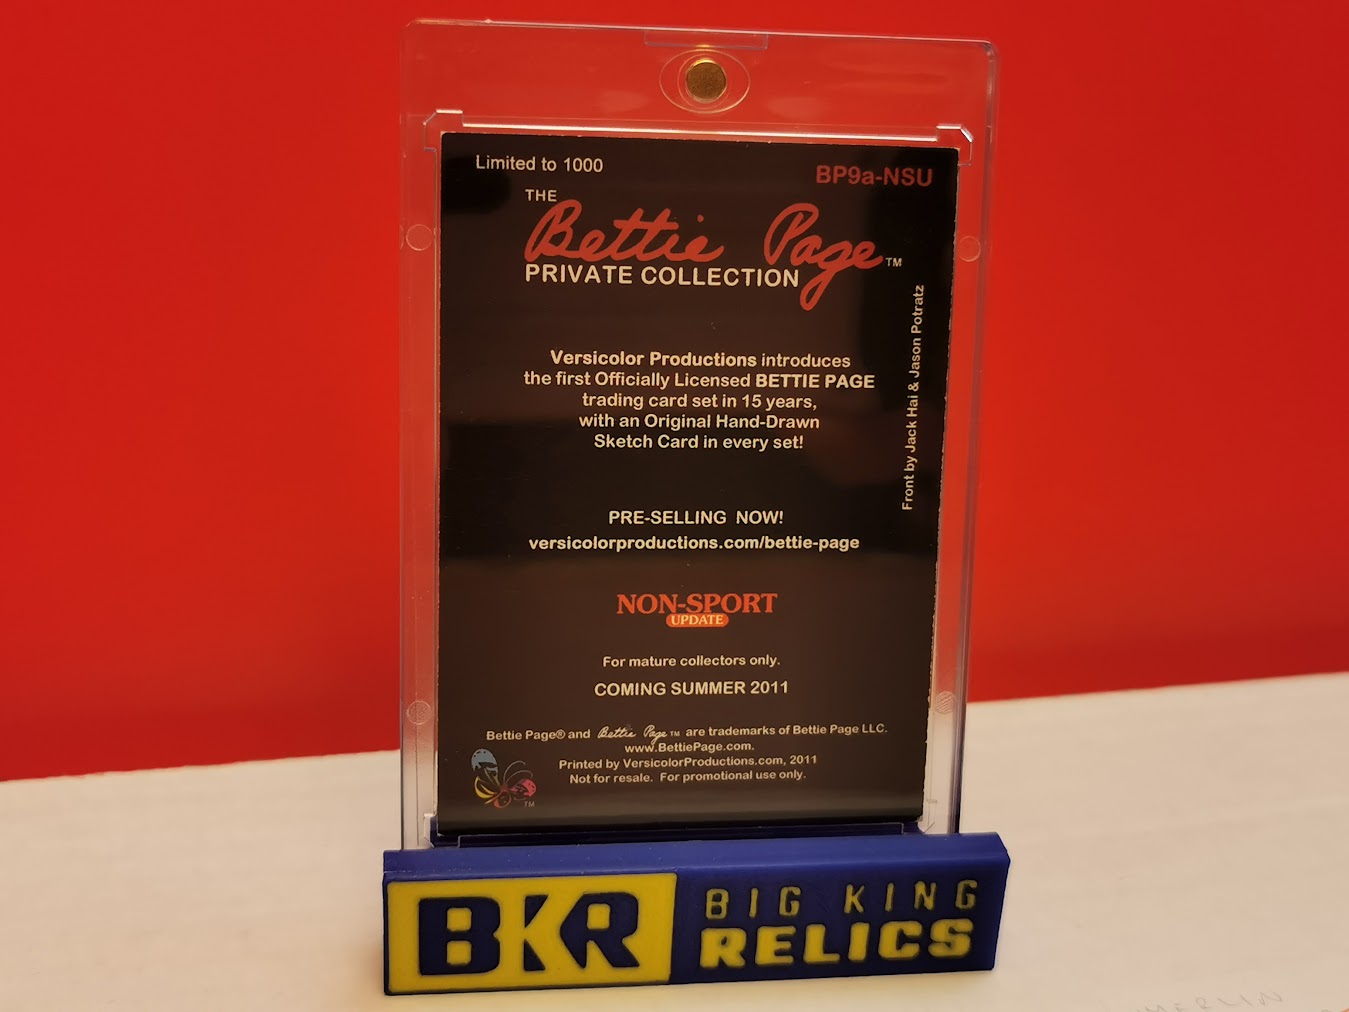 Limited to 1000
BP9a-NSU
THE
Bettie Page™
PRIVATE COLLECTION
Front by Jack Hai & Jason Potratz
Versicolor Productions introduces
the first Officially Licensed BETTIE PAGE
trading card set in 15 years,
with an Original Hand-Drawn
Sketch Card in every set!
PRE-SELLING NOW!
versicolorproductions.com/bettie-page
NON-SPORT
UPDATE
For mature collectors only.
COMING SUMMER 2011
Bettie Page® and Bettie Page™ are trademarks of Bettie Page LLC.
www.BettiePage.com.
Printed by VersicolorProductions.com, 2011
Not for resale. For promotional use only.
TM
BKR
BIG KING
RELICS